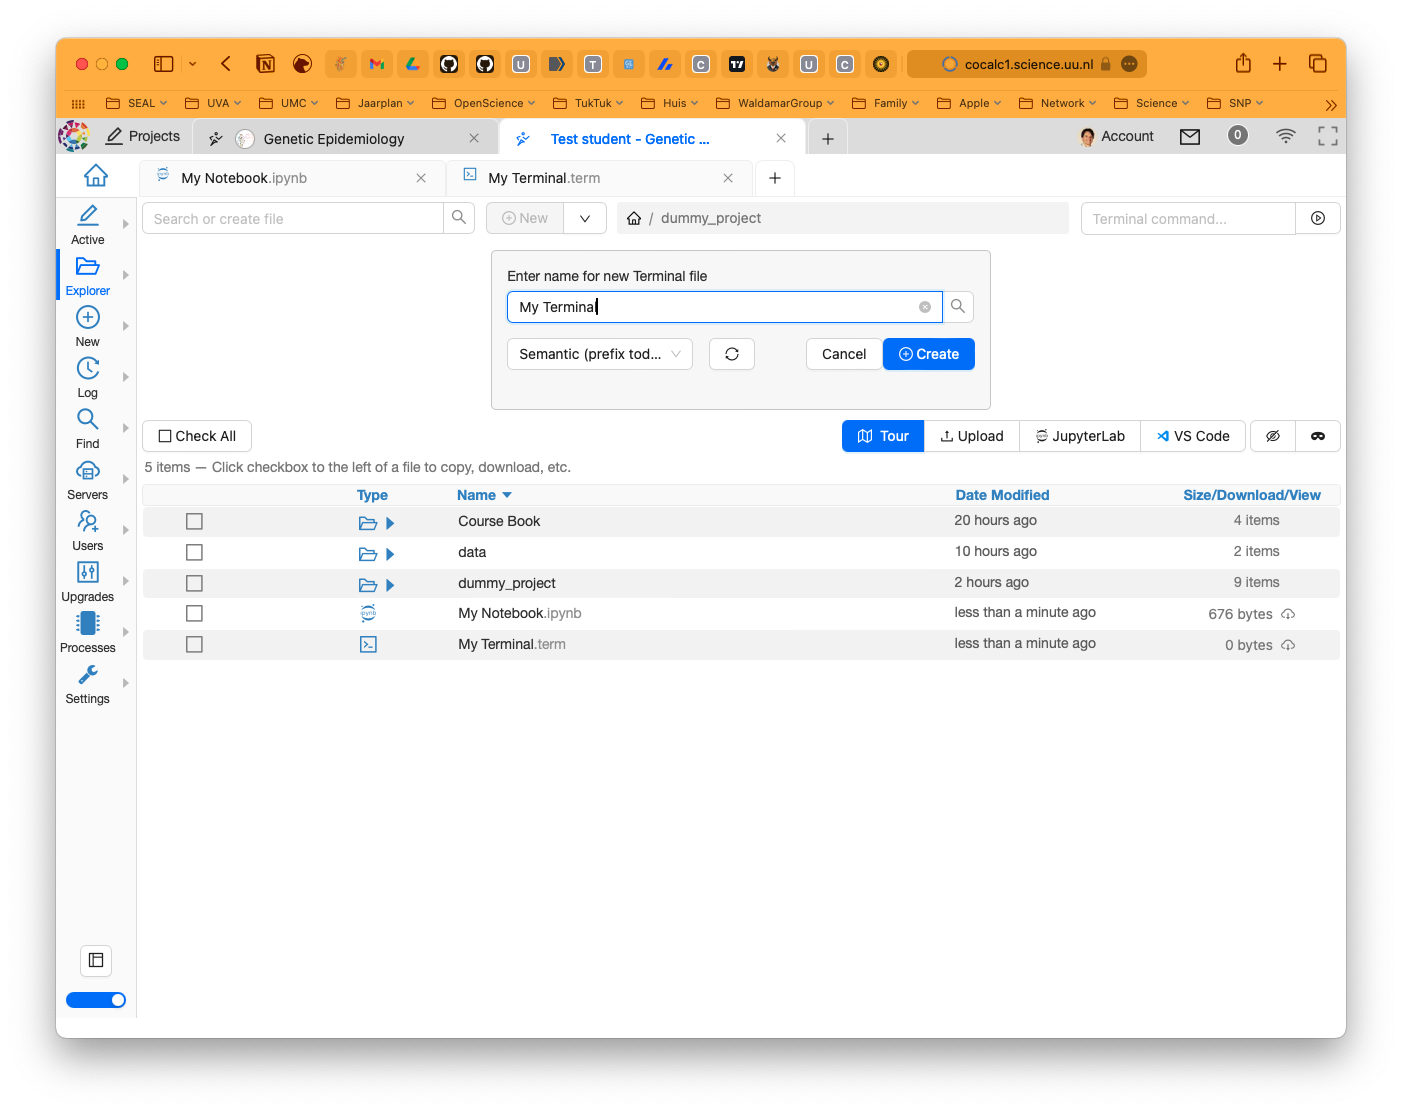 cocalc1.science.uu.nl
SEAL UVA UMC Jaarplan OpenScience TukTuk Huis WaldamarGroup Family Apple Network Science SNP
Projects Genetic Epidemiology Test student - Genetic ... Account 0
My Notebook.ipynb My Terminal.term
Search or create file New / dummy_project Terminal command...
Active
Explorer
New
Log
Find
Servers
Users
Upgrades
Processes
Settings
Enter name for new Terminal file
My Terminal
Semantic (prefix tod... Cancel Create
Check All Tour Upload JupyterLab VS Code
5 items — Click checkbox to the left of a file to copy, download, etc.
Type Name Date Modified Size/Download/View
Course Book 20 hours ago 4 items
data 10 hours ago 2 items
dummy_project 2 hours ago 9 items
My Notebook.ipynb less than a minute ago 676 bytes
My Terminal.term less than a minute ago 0 bytes